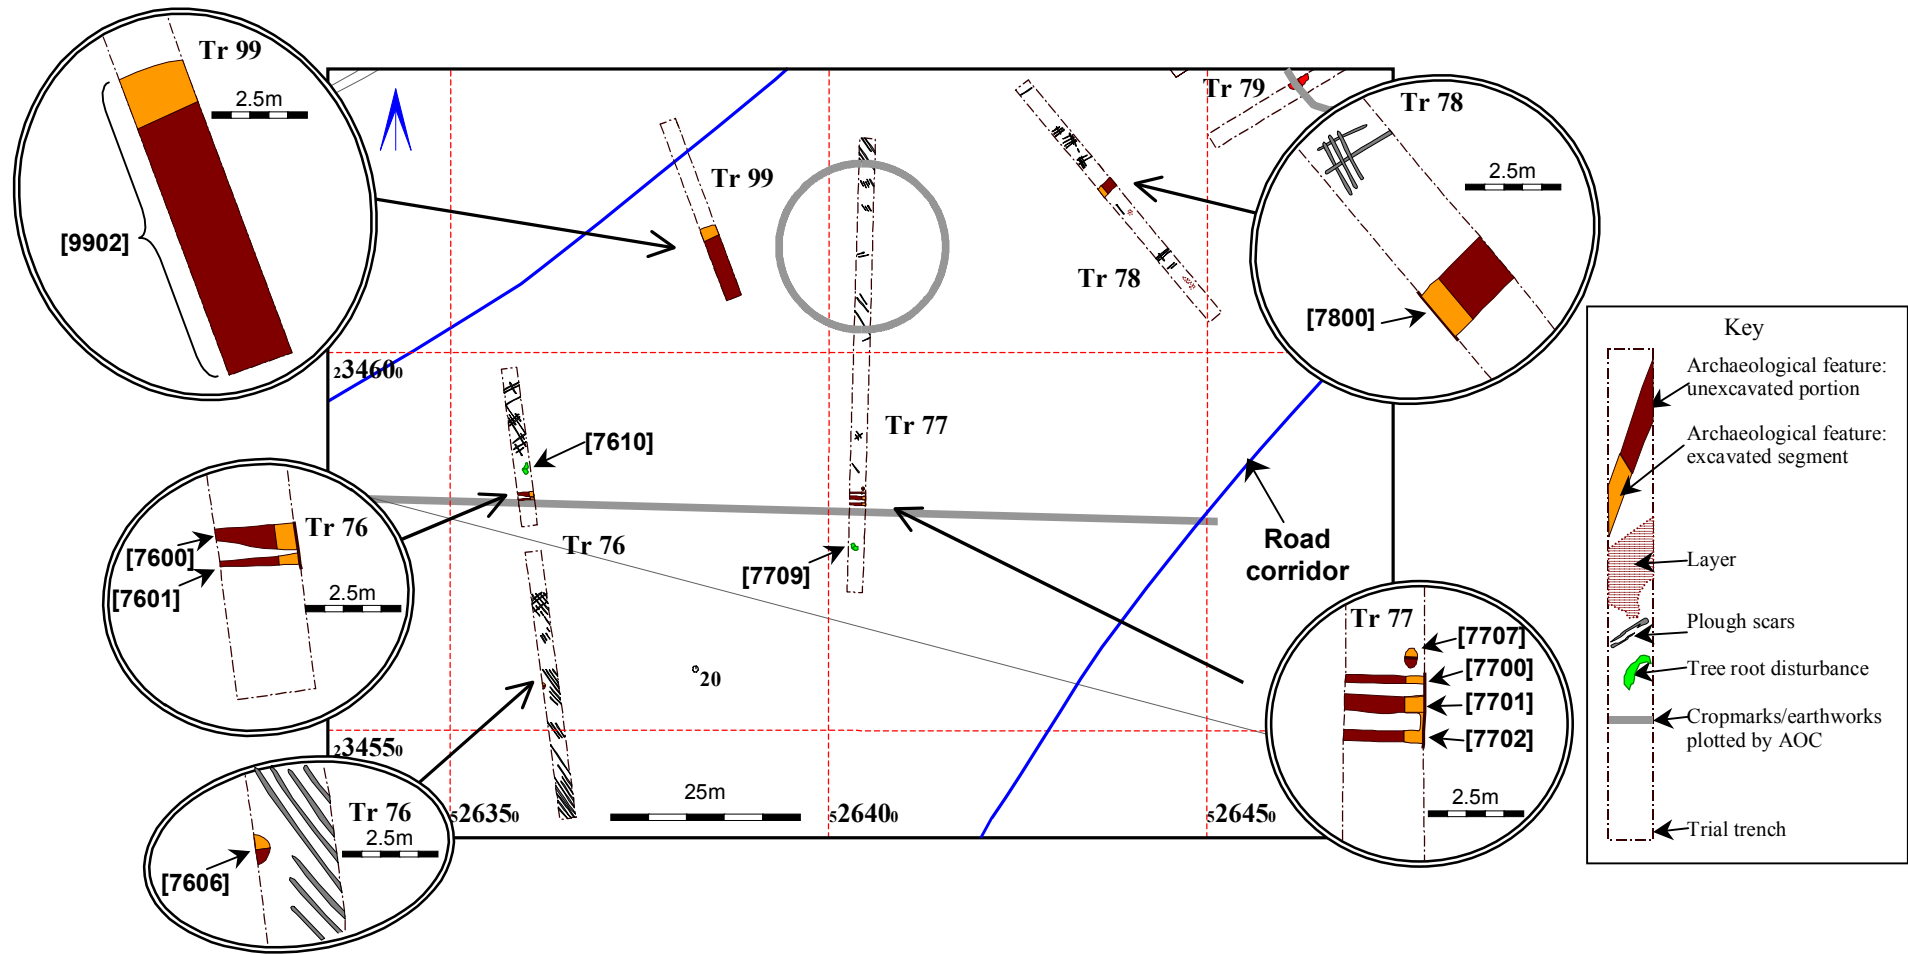 Tr 99
2.5m
[9902]
Tr 99
Tr 79
Tr 78
2.5m
[7800]
Tr 78
Key
Archaeological feature:
unexcavated portion
Archaeological feature:
excavated segment
Layer
Plough scars
Tree root disturbance
Cropmarks/earthworks
plotted by AOC
Trial trench
234600
[7610]
Tr 77
Tr 76
[7600]
[7601]
2.5m
Tr 76
[7709]
Road
corridor
20
Tr 77
[7707]
[7700]
[7701]
[7702]
2.5m
234550
Tr 76
2.5m
[7606]
526350
25m
526400
526450